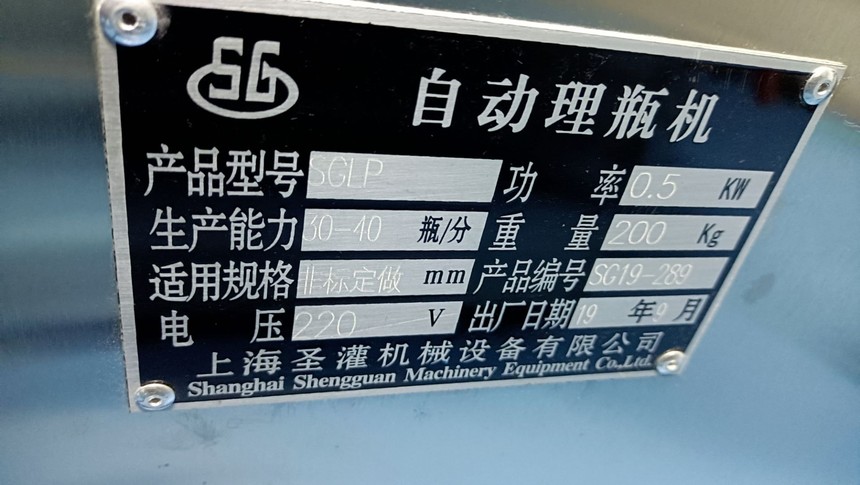 SG
自动理瓶机
产品型号 SGLP 功 率 0.5 KW
生产能力 30-40 瓶/分 重 量 200 Kg
适用规格 非标定做 mm 产品编号 SG19-289
电 压 220 V 出厂日期 19 年 9 月
上海圣灌机械设备有限公司
Shanghai Shengguan Machinery Equipment Co.,Ltd.